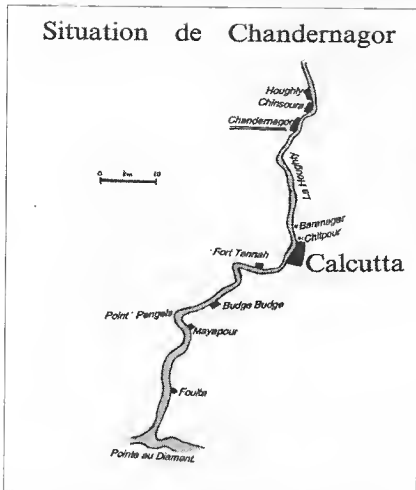 Situation de Chandernagor
Houghly
Chinsoura
Chandernagor
La Houghly
0 km 10
Baranagar
Chitpour
Fort Tannah
Calcutta
Budge Budge
Point Pengels
Mayapour
Foulta
Pointe au Diamant